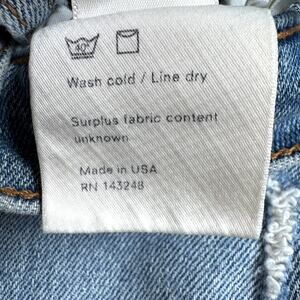 40°
Wash cold / Line dry
Surplus fabric content
unknown
Made in USA
RN 143248